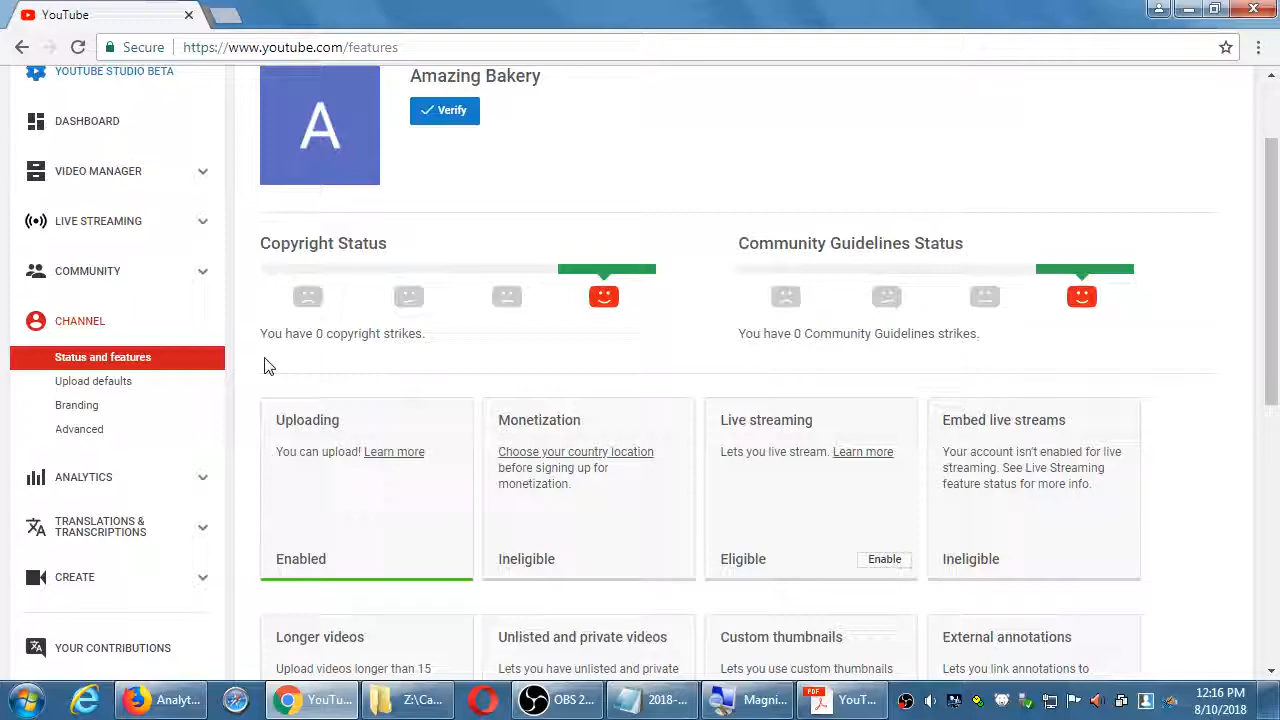 YouTube
Secure
https://www.youtube.com/features
YOUTUBE STUDIO BETA
DASHBOARD
VIDEO MANAGER
LIVE STREAMING
COMMUNITY
CHANNEL
Status and features
Upload defaults
Branding
Advanced
ANALYTICS
TRANSLATIONS &
TRANSCRIPTIONS
CREATE
YOUR CONTRIBUTIONS
A
Amazing Bakery
Verify
Copyright Status
You have 0 copyright strikes.
Community Guidelines Status
You have 0 Community Guidelines strikes.
Uploading
You can upload! Learn more
Enabled
Monetization
Choose your country location
before signing up for
monetization.
Ineligible
Live streaming
Lets you live stream. Learn more
Eligible
Enable
Embed live streams
Your account isn't enabled for live
streaming. See Live Streaming
feature status for more info.
Ineligible
Longer videos
Upload videos longer than 15
Unlisted and private videos
Lets you have unlisted and private
Custom thumbnails
Lets you use custom thumbnails
External annotations
Lets you link annotations to
Analyt...
YouTu...
Z:\Ca...
OBS 2...
2018-...
Magni...
PDF
YouT...
12:16 PM
8/10/2018